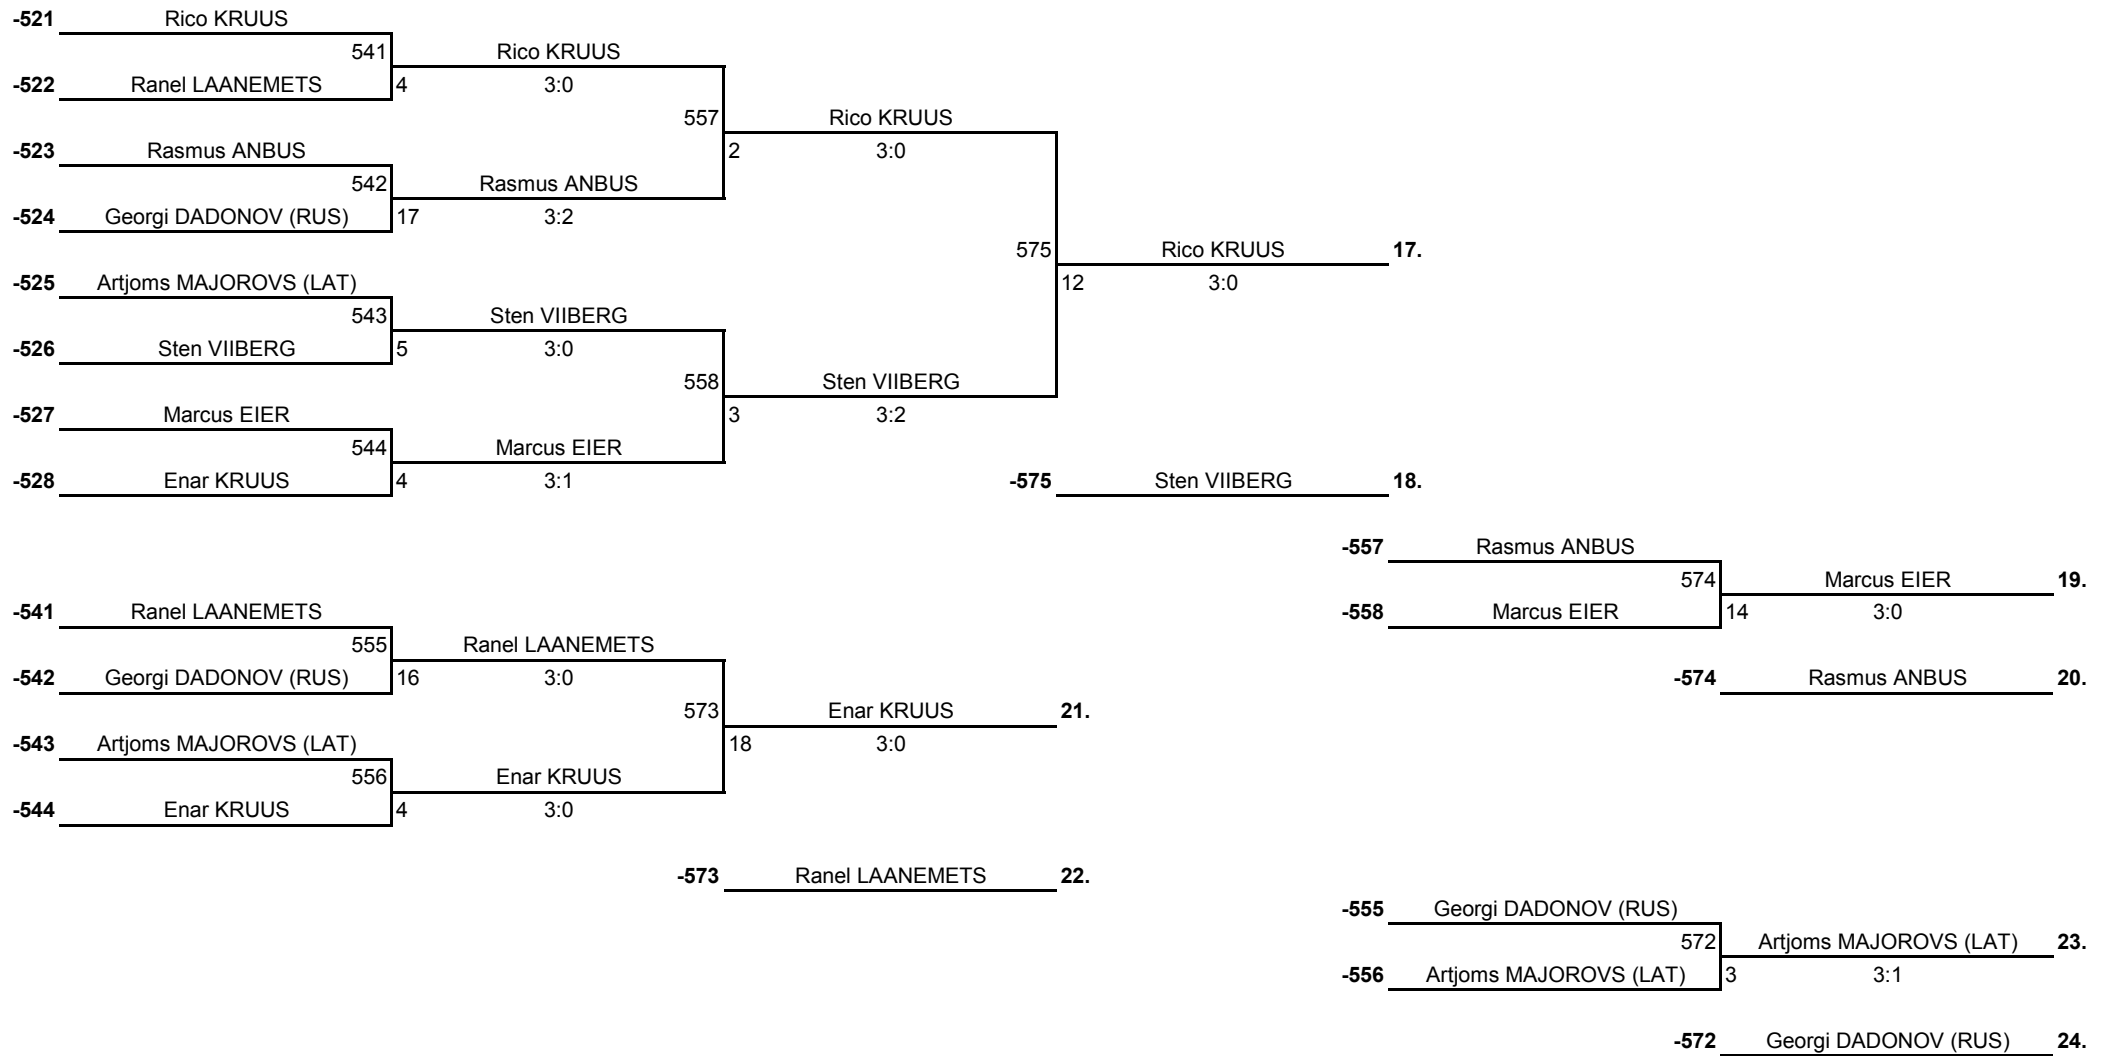 -521 Rico KRUUS
541 Rico KRUUS
-522 Ranel LAANEMETS 4 3:0
557 Rico KRUUS
-523 Rasmus ANBUS 2 3:0
542 Rasmus ANBUS
-524 Georgi DADONOV (RUS) 17 3:2
575 Rico KRUUS 17.
-525 Artjoms MAJOROVS (LAT) 12 3:0
543 Sten VIIBERG
-526 Sten VIIBERG 5 3:0
558 Sten VIIBERG
-527 Marcus EIER 3 3:2
544 Marcus EIER
-528 Enar KRUUS 4 3:1 -575 Sten VIIBERG 18.
-557 Rasmus ANBUS
574 Marcus EIER 19.
-541 Ranel LAANEMETS -558 Marcus EIER 14 3:0
555 Ranel LAANEMETS
-542 Georgi DADONOV (RUS) 16 3:0 -574 Rasmus ANBUS 20.
573 Enar KRUUS 21.
-543 Artjoms MAJOROVS (LAT) 18 3:0
556 Enar KRUUS
-544 Enar KRUUS 4 3:0
-573 Ranel LAANEMETS 22.
-555 Georgi DADONOV (RUS)
572 Artjoms MAJOROVS (LAT) 23.
-556 Artjoms MAJOROVS (LAT) 3 3:1
-572 Georgi DADONOV (RUS) 24.